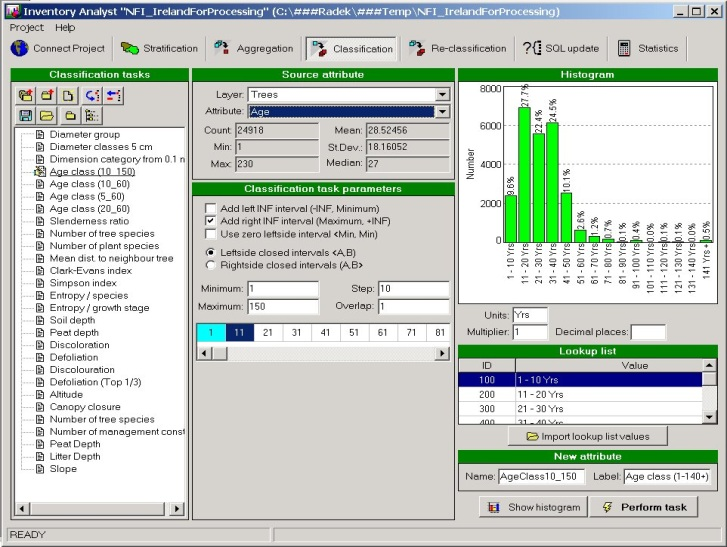 Inventory Analyst "NFI_IrelandForProcessing" (C:\###Radek\###Temp\NFI_IrelandForProcessing)
Project Help
Connect Project Stratification Aggregation Classification Re-classification SQL update Statistics
Classification tasks
Diameter group
Diameter classes 5 cm
Dimension category from 0.1 n
Age class (10_150)
Age class (10_60)
Age class (5_60)
Age class (20_60)
Slenderness ratio
Number of tree species
Number of plant species
Mean dist. to neighbour tree
Clark-Evans index
Simpson index
Entropy / species
Entropy / growth stage
Soil depth
Peat depth
Discoloration
Defoliation
Discolouration
Defoliation (Top 1/3)
Altitude
Canopy closure
Number of tree species
Number of management const
Peat Depth
Litter Depth
Slope
Source attribute
Layer: Trees
Attribute: Age
Count: 24918 Mean: 28.52456
Min: 1 St.Dev.: 18.16052
Max: 230 Median: 27
Classification task parameters
Add left INF interval (-INF, Minimum)
Add right INF interval (Maximum, +INF)
Use zero leftside interval <Min, Min)
Leftside closed intervals <A,B)
Rightside closed intervals (A,B>
Minimum: 1 Step: 10
Maximum: 150 Overlap: 1
1 11 21 31 41 51 61 71 81
Histogram
Number
8000
6000
4000
2000
0
9.6%
27.7%
22.4%
24.5%
10.1%
2.6%
1.2%
0.7%
0.1%
0.4%
0.0%
0.1%
0.1%
0.0%
0.5%
1 - 10 Yrs
11 - 20 Yrs
21 - 30 Yrs
31 - 40 Yrs
41 - 50 Yrs
51 - 60 Yrs
61 - 70 Yrs
71 - 80 Yrs
81 - 90 Yrs
91 - 100 Yrs
101 - 110 Yrs
111 - 120 Yrs
121 - 130 Yrs
131 - 140 Yrs
141 Yrs +
Units: Yrs
Multiplier: 1 Decimal places:
Lookup list
ID Value
100 1 - 10 Yrs
200 11 - 20 Yrs
300 21 - 30 Yrs
400 31 - 40 Yrs
Import lookup list values
New attribute
Name: AgeClass10_150 Label: Age class (1-140+)
Show histogram Perform task
READY